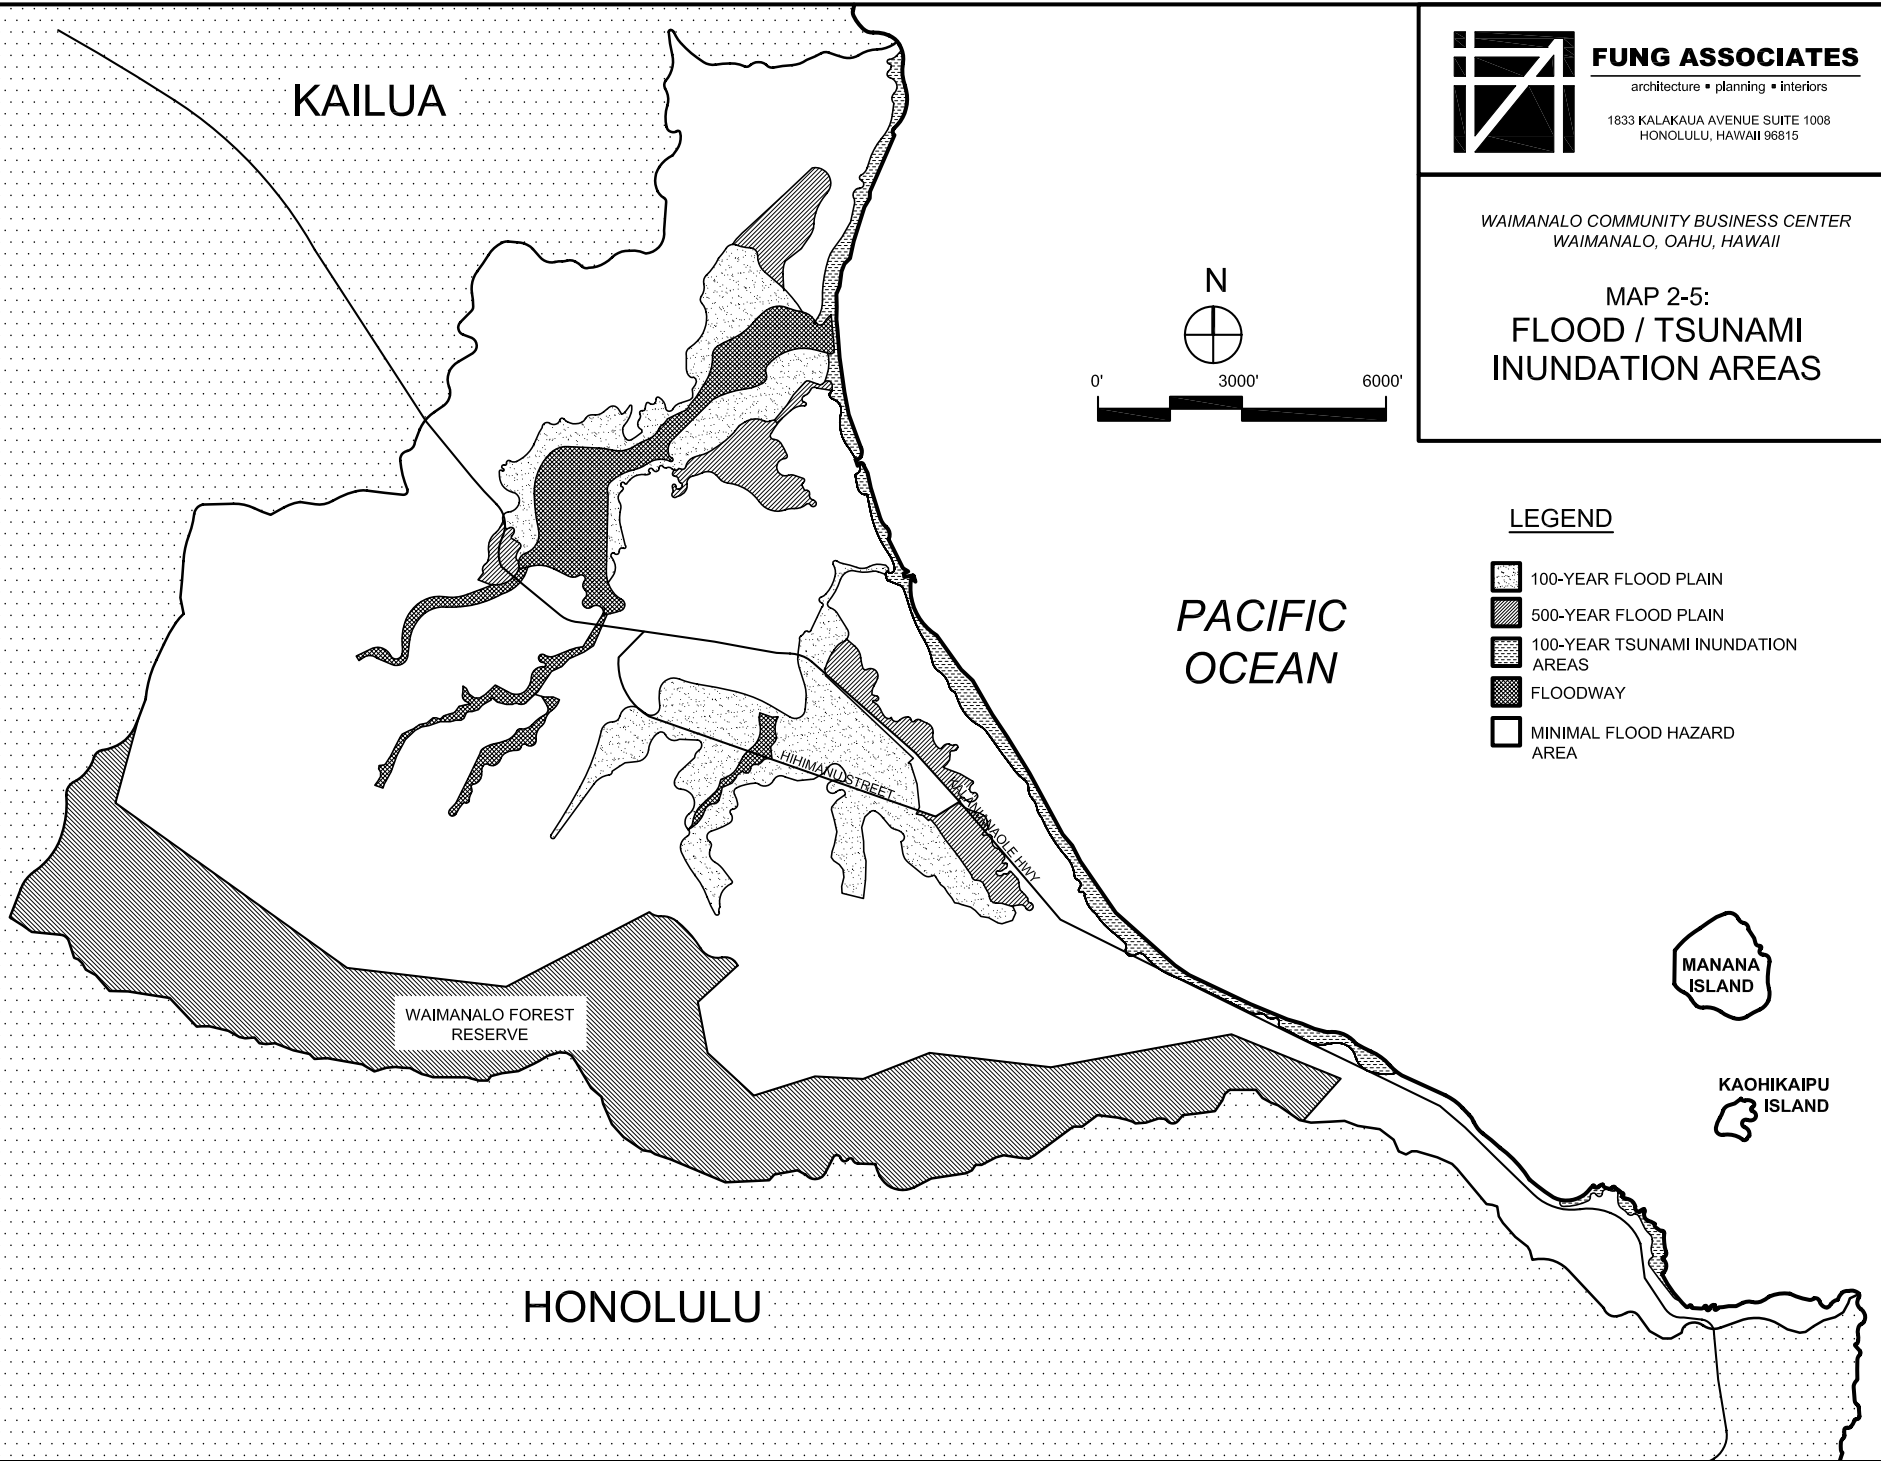 KAILUA
FUNG ASSOCIATES
architecture ▪ planning ▪ interiors
1833 KALAKAUA AVENUE SUITE 1008
HONOLULU, HAWAII 96815
WAIMANALO COMMUNITY BUSINESS CENTER
WAIMANALO, OAHU, HAWAII
MAP 2-5:
FLOOD / TSUNAMI
INUNDATION AREAS
N
0' 3000' 6000'
LEGEND
100-YEAR FLOOD PLAIN
500-YEAR FLOOD PLAIN
100-YEAR TSUNAMI INUNDATION
AREAS
FLOODWAY
MINIMAL FLOOD HAZARD
AREA
PACIFIC
OCEAN
HIHIMANU STREET
KALANIANAOLE HWY
MANANA
ISLAND
WAIMANALO FOREST
RESERVE
KAOHIKAIPU
ISLAND
HONOLULU